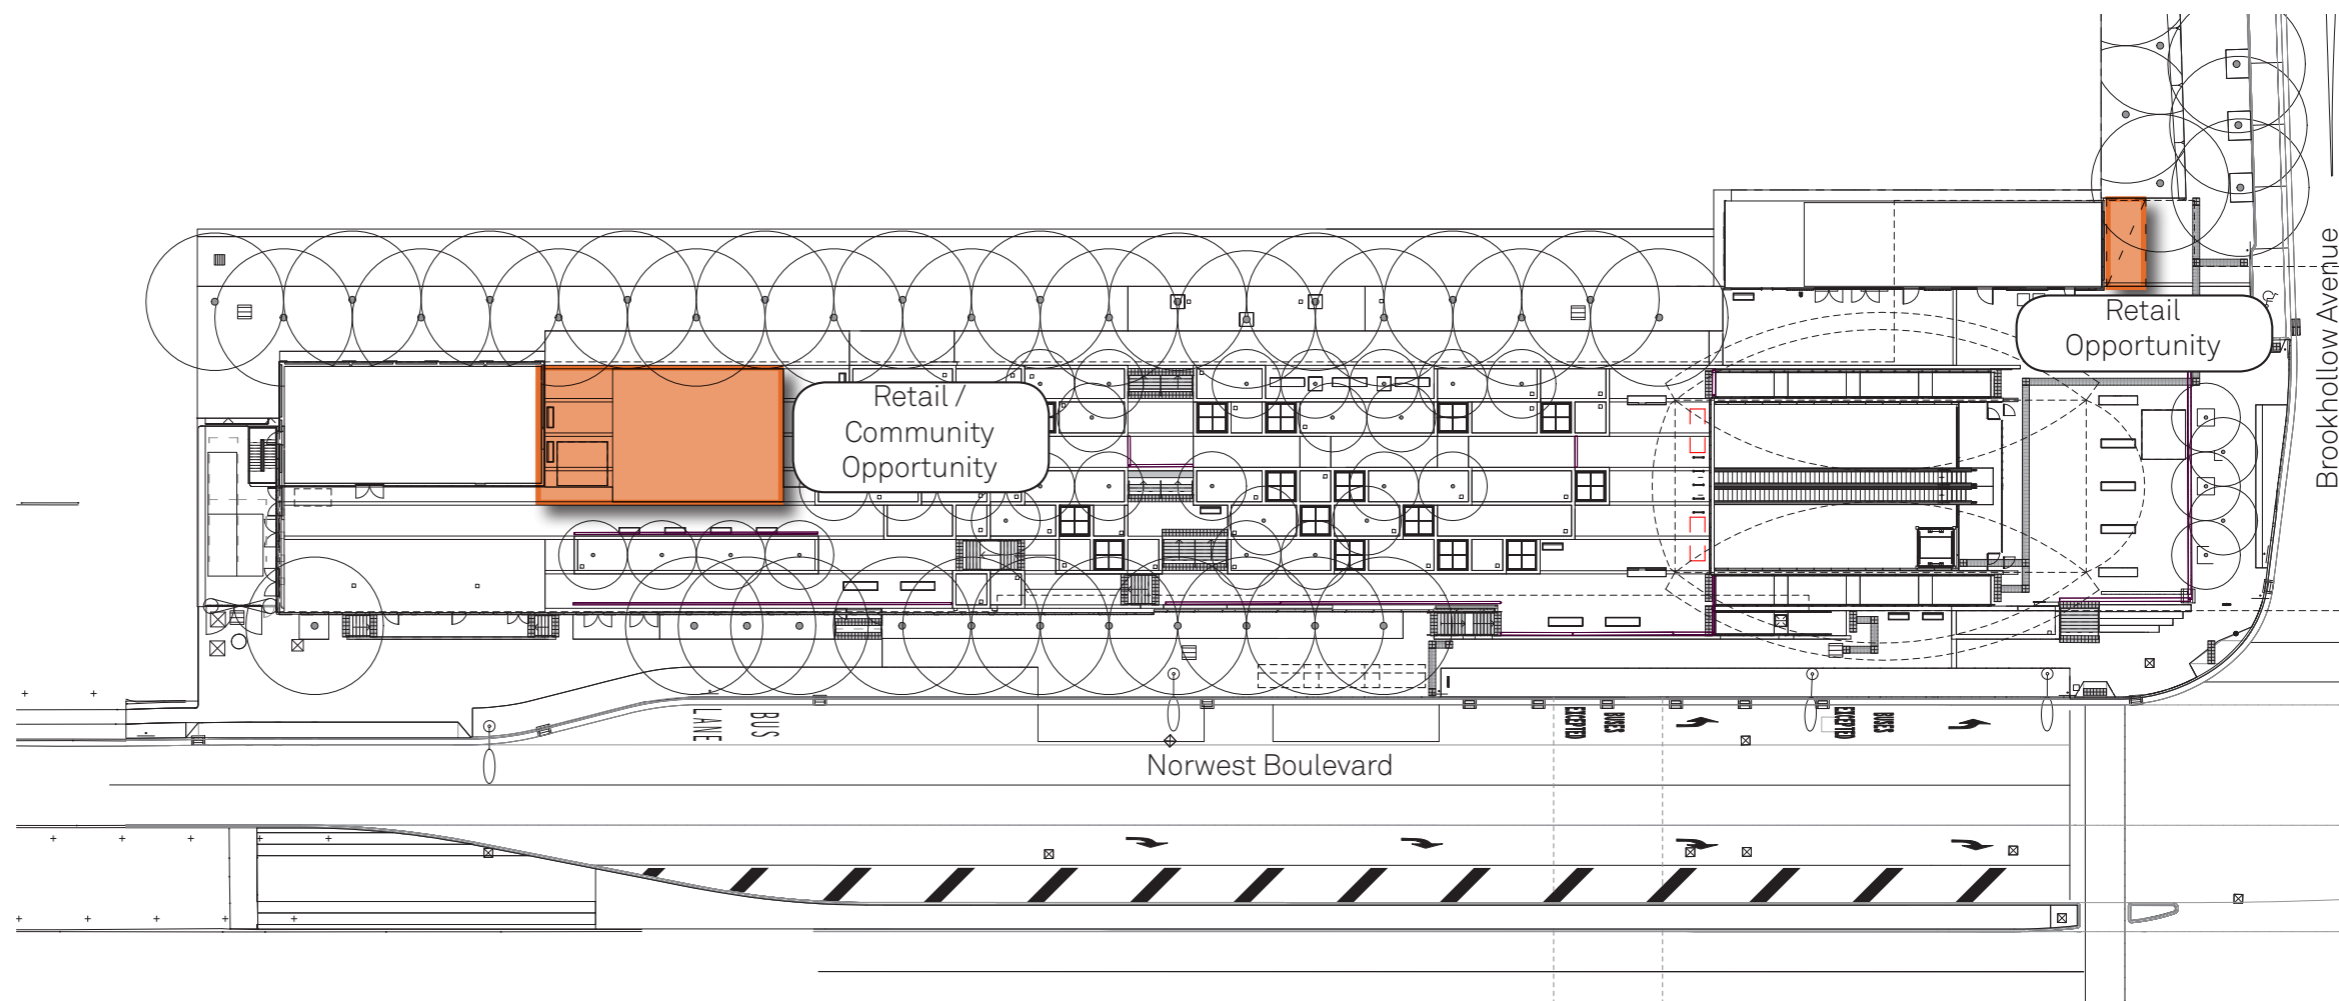 Retail
Opportunity
Brookhollow Avenue
Retail /
Community
Opportunity
BUS
LANE
BUSES
EXCEPTED
BUSES
EXCEPTED
Norwest Boulevard